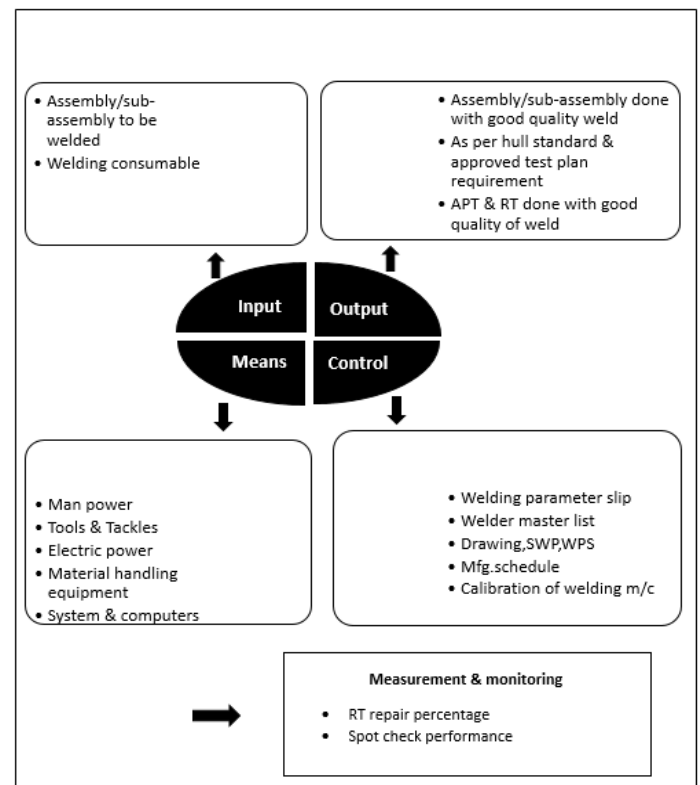 • Assembly/sub-
assembly to be
welded
• Welding consumable
• Assembly/sub-assembly done
with good quality weld
• As per hull standard &
approved test plan
requirement
• APT & RT done with good
quality of weld
Input
Output
Means
Control
• Man power
• Tools & Tackles
• Electric power
• Material handling
equipment
• System & computers
• Welding parameter slip
• Welder master list
• Drawing,SWP,WPS
• Mfg.schedule
• Calibration of welding m/c
Measurement & monitoring
• RT repair percentage
• Spot check performance